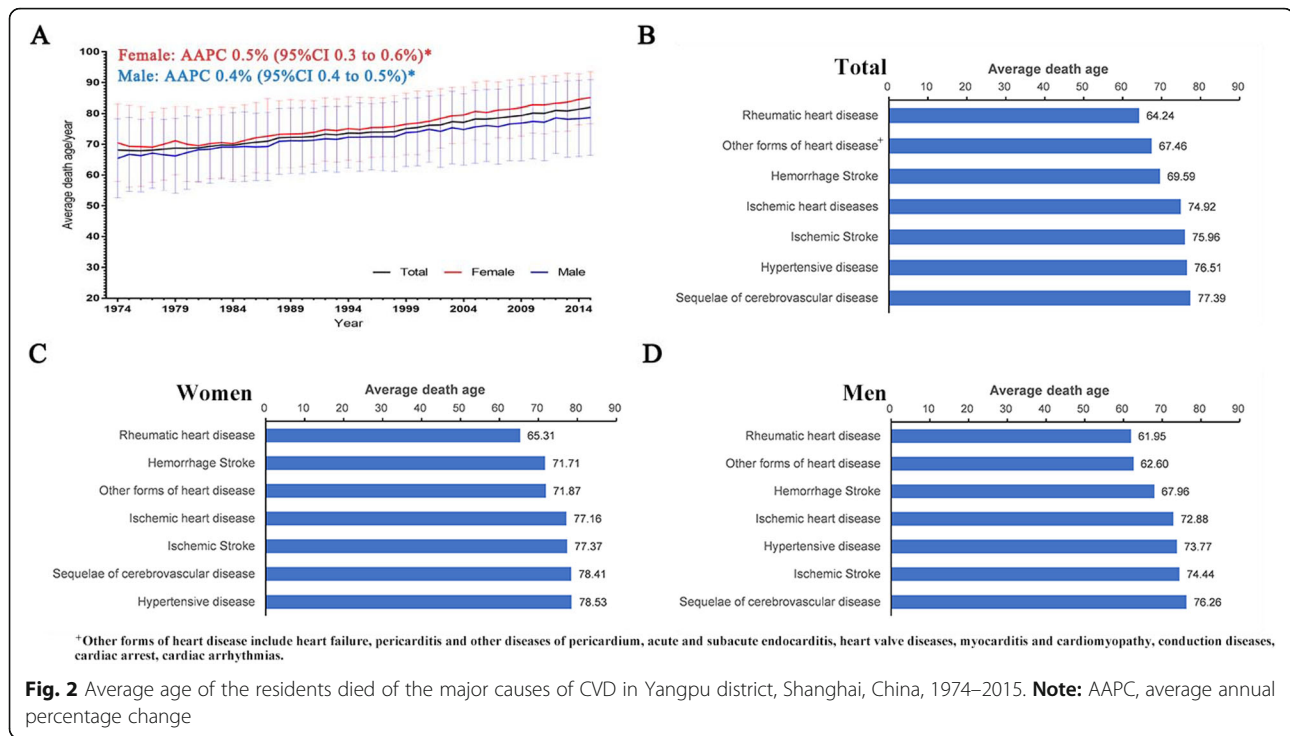 A
Female: AAPC 0.5% (95%CI 0.3 to 0.6%)*
Male: AAPC 0.4% (95%CI 0.4 to 0.5%)*
Average death age/year
100
90
80
70
60
50
40
30
20
Total Female Male
1974 1979 1984 1989 1994 1999 2004 2009 2014
Year
B
Total
Average death age
0 10 20 30 40 50 60 70 80 90
Rheumatic heart disease 64.24
Other forms of heart disease+ 67.46
Hemorrhage Stroke 69.59
Ischemic heart diseases 74.92
Ischemic Stroke 75.96
Hypertensive disease 76.51
Sequelae of cerebrovascular disease 77.39
C
Women
Average death age
0 10 20 30 40 50 60 70 80 90
Rheumatic heart disease 65.31
Hemorrhage Stroke 71.71
Other forms of heart disease 71.87
Ischemic heart disease 77.16
Ischemic Stroke 77.37
Sequelae of cerebrovascular disease 78.41
Hypertensive disease 78.53
D
Men
Average death age
0 10 20 30 40 50 60 70 80 90
Rheumatic heart disease 61.95
Other forms of heart disease 62.60
Hemorrhage Stroke 67.96
Ischemic heart disease 72.88
Hypertensive disease 73.77
Ischemic Stroke 74.44
Sequelae of cerebrovascular disease 76.26
+Other forms of heart disease include heart failure, pericarditis and other diseases of pericardium, acute and subacute endocarditis, heart valve diseases, myocarditis and cardiomyopathy, conduction diseases,
cardiac arrest, cardiac arrhythmias.
Fig. 2 Average age of the residents died of the major causes of CVD in Yangpu district, Shanghai, China, 1974–2015. Note: AAPC, average annual
percentage change